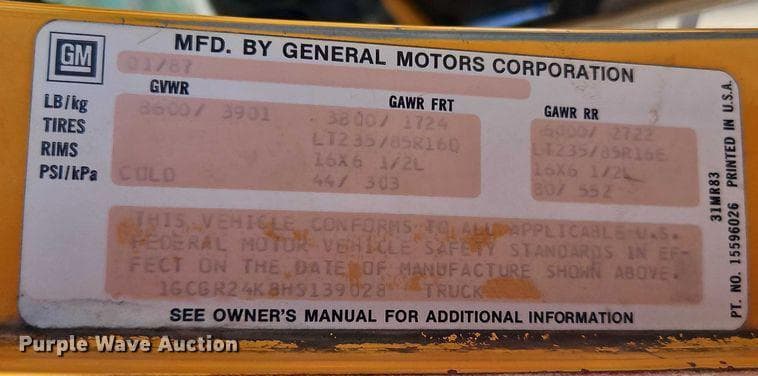 GM
MFD. BY GENERAL MOTORS CORPORATION
01/87
GVWR GAWR FRT GAWR RR
LB/kg 8600/ 3901 3800/ 1724 6000/ 2722
TIRES LT235/85R16D LT235/85R16E
RIMS 16X6 1/2L 16X6 1/2L
PSI/kPa COLD 44/ 303 80/ 552
THIS VEHICLE CONFORMS TO ALL APPLICABLE U.S.
FEDERAL MOTOR VEHICLE SAFETY STANDARDS IN EF-
FECT ON THE DATE OF MANUFACTURE SHOWN ABOVE.
1GCGR24K8HS139028 TRUCK
SEE OWNER'S MANUAL FOR ADDITIONAL INFORMATION
31MR83
PT. NO. 15596026 PRINTED IN U.S.A.
Purple Wave Auction